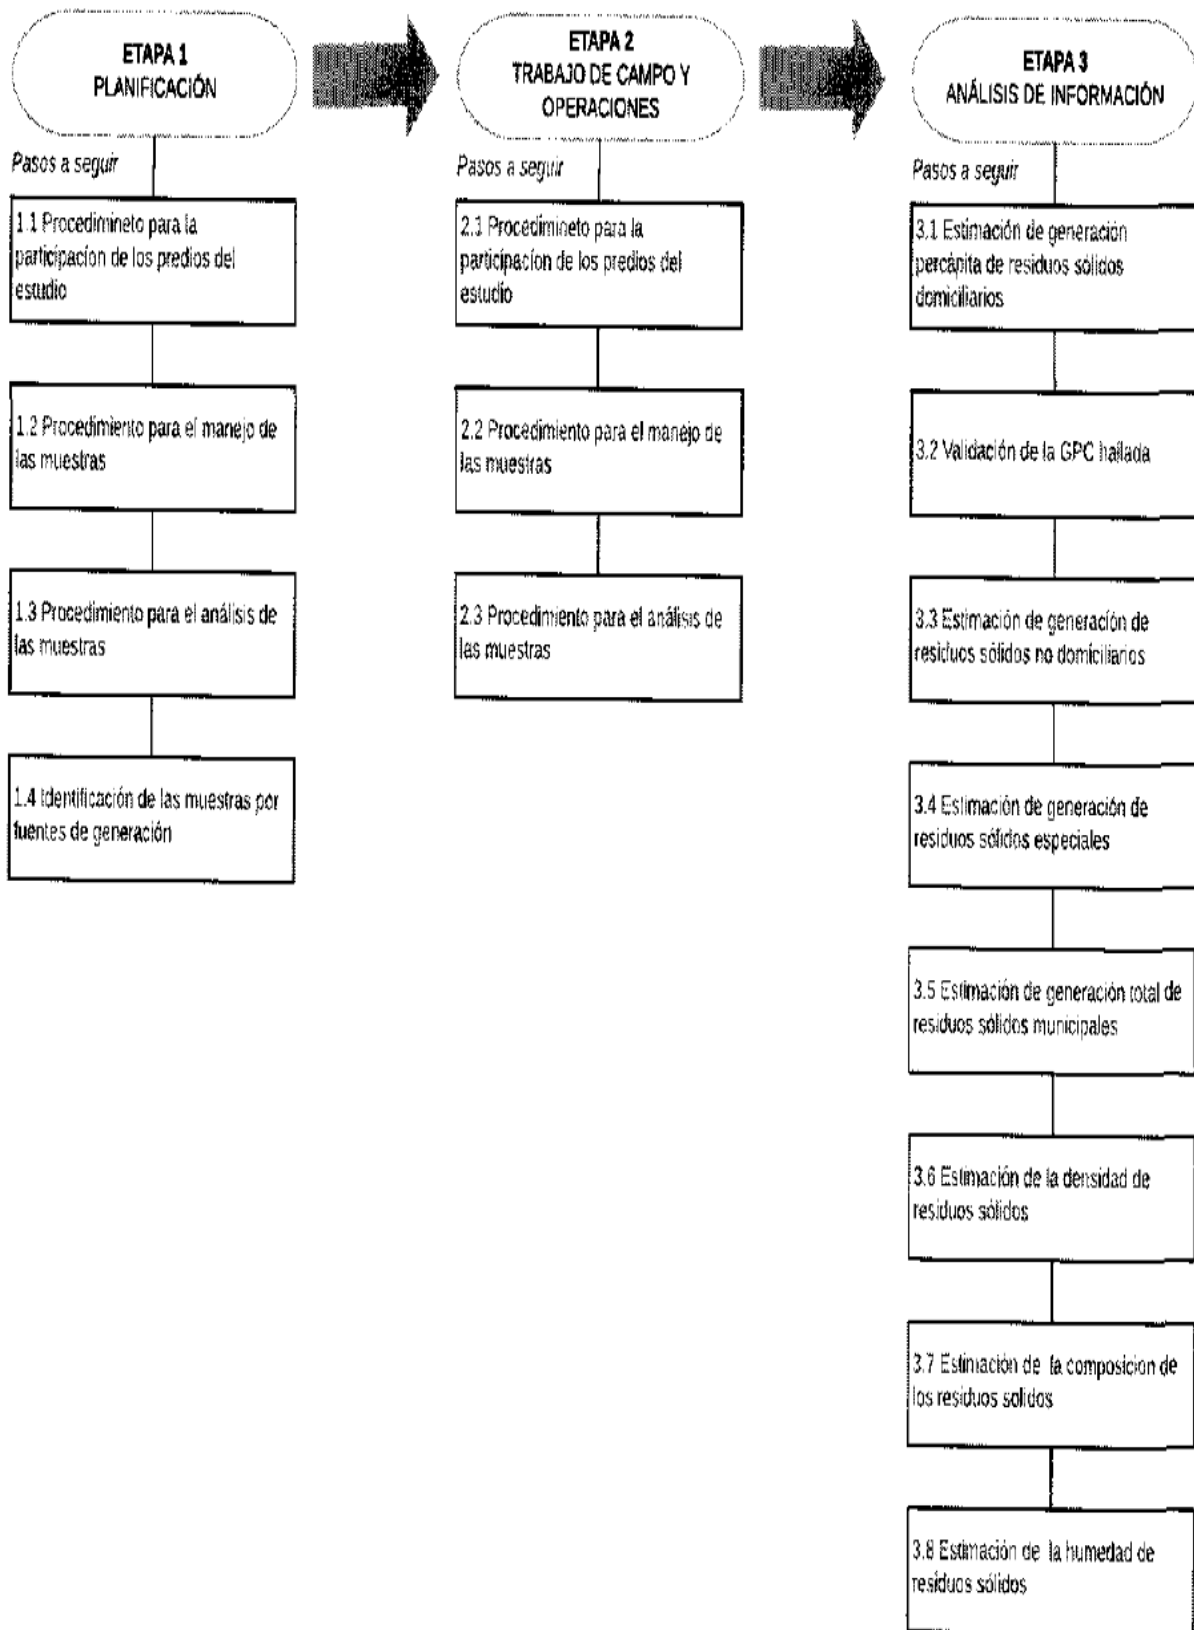 ETAPA 1
PLANIFICACIÓN
Pasos a seguir
1.1 Procedimineto para la
participacíon de los predios del
estudio
1.2 Procedimiento para el manejo de
las muestras
1.3 Procedimiento para el análisis de
las muestras
1.4 Identificación de las muestras por
fuentes de generación
ETAPA 2
TRABAJO DE CAMPO Y
OPERACIONES
Pasos a seguir
2.1 Procedimineto para la
participacíon de los predios del
estudio
2.2 Procedimiento para el manejo de
las muestras
2.3 Procedimiento para el análisis de
las muestras
ETAPA 3
ANÁLISIS DE INFORMACIÓN
Pasos a seguir
3.1 Estimación de generación
percápita de residuos sólidos
domiciliarios
3.2 Validación de la GPC hallada
3.3 Estimación de generación de
residuos sólidos no domiciliarios
3.4 Estimación de generación de
residuos sólidos especiales
3.5 Estimación de generación total de
residuos sólidos municipales
3.6 Estimación de la densidad de
residuos sólidos
3.7 Estimación de la composicion de
los residuos solidos
3.8 Estimación de la humedad de
residuos sólidos